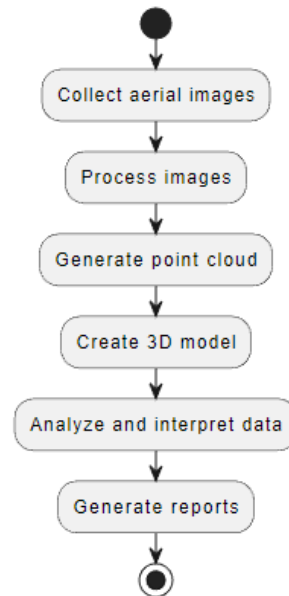 Collect aerial images
Process images
Generate point cloud
Create 3D model
Analyze and interpret data
Generate reports